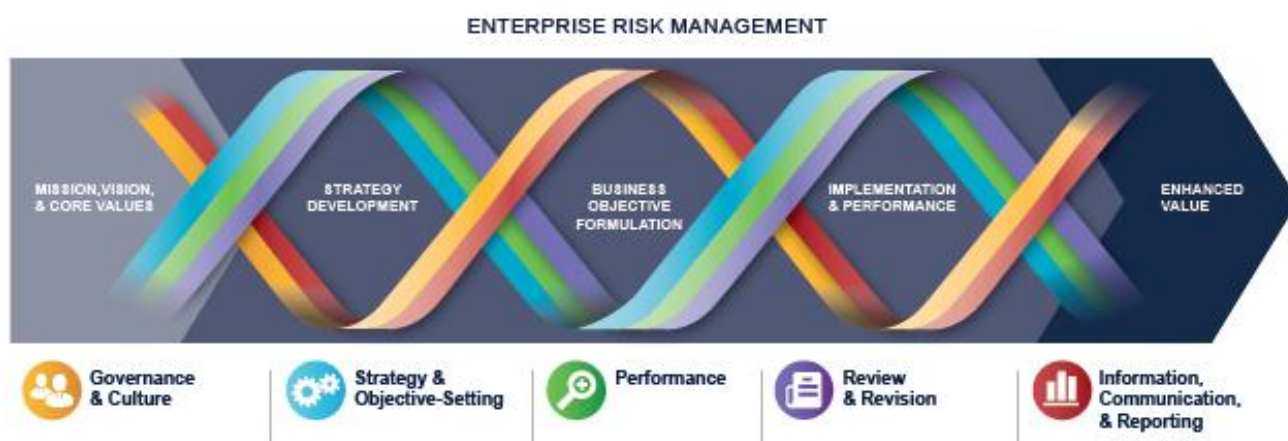 ENTERPRISE RISK MANAGEMENT
MISSION, VISION,
& CORE VALUES
STRATEGY
DEVELOPMENT
BUSINESS
OBJECTIVE
FORMULATION
IMPLEMENTATION
& PERFORMANCE
ENHANCED
VALUE
Governance
& Culture
Strategy &
Objective-Setting
Performance
Review
& Revision
Information,
Communication,
& Reporting